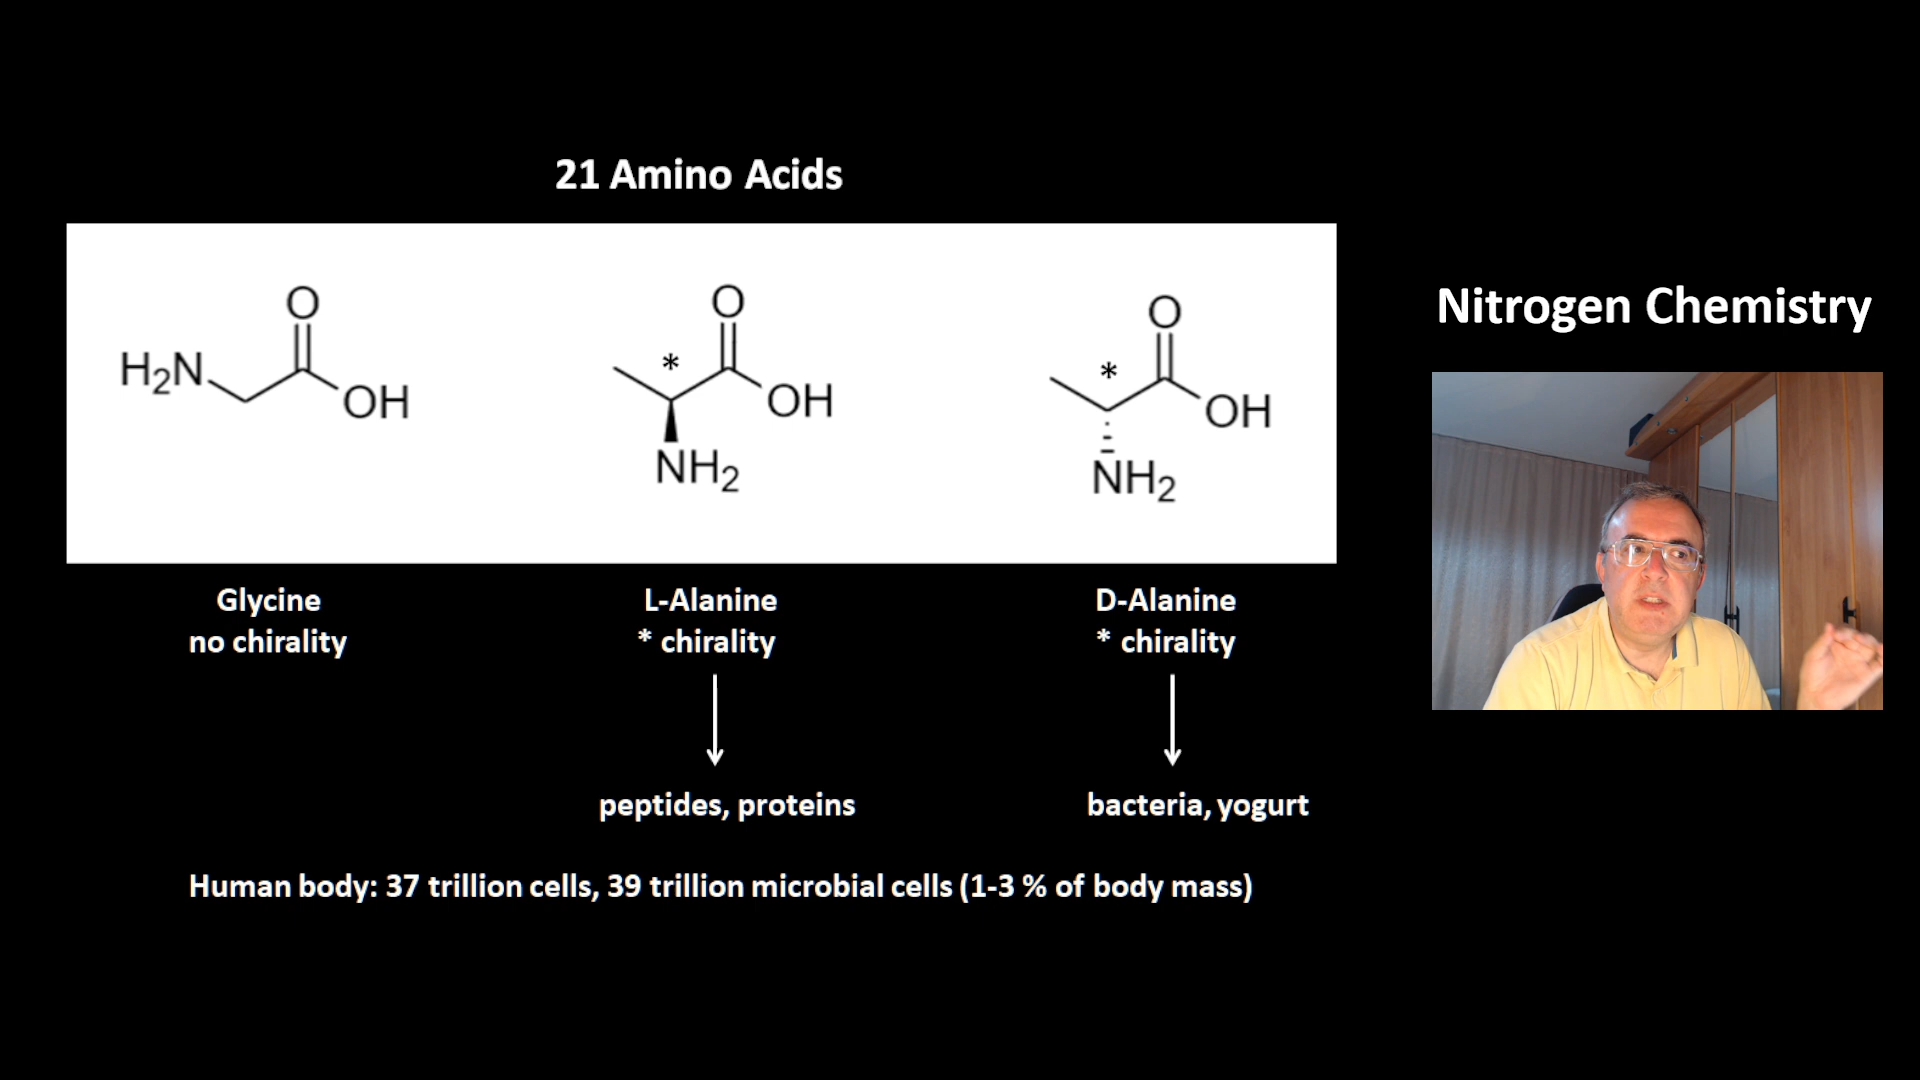 21 Amino Acids
Nitrogen Chemistry
O
H₂N
OH
O
*
OH
NH₂
O
*
OH
NH₂
Glycine
no chirality
L-Alanine
* chirality
D-Alanine
* chirality
peptides, proteins
bacteria, yogurt
Human body: 37 trillion cells, 39 trillion microbial cells (1-3 % of body mass)